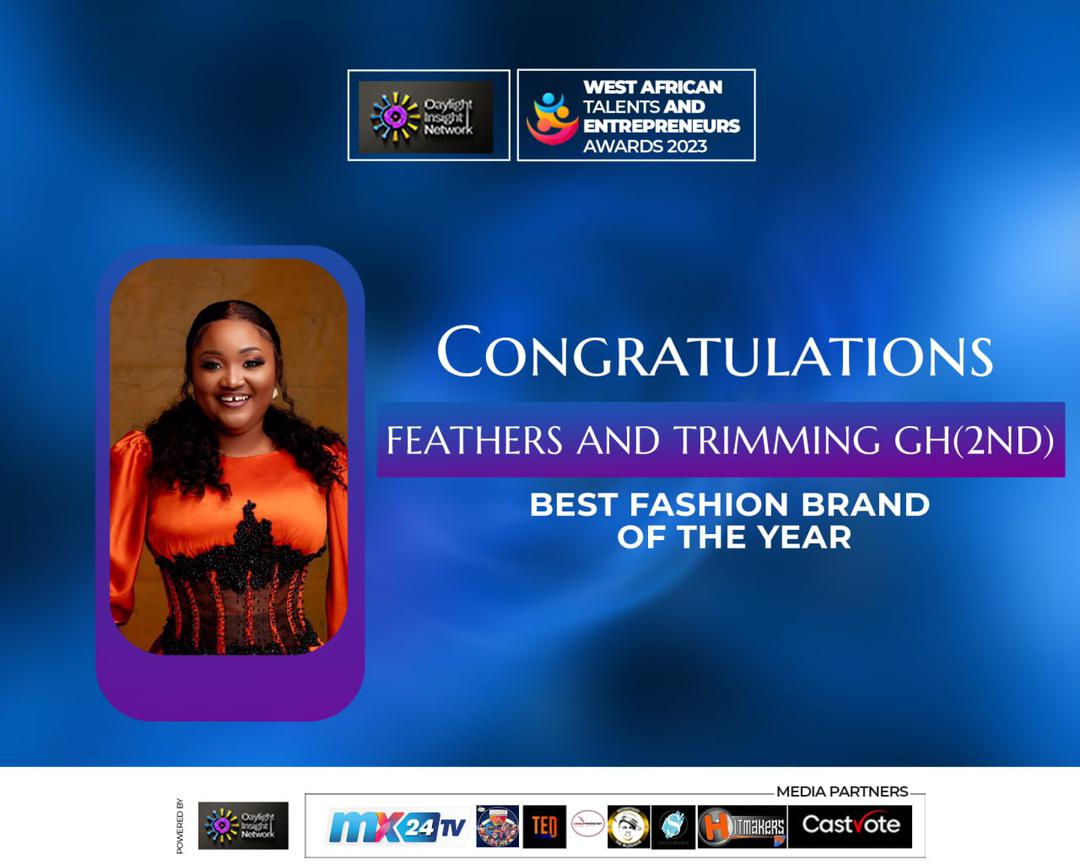 Daylight
Insight
Network
WEST AFRICAN
TALENTS AND
ENTREPRENEURS
AWARDS 2023
CONGRATULATIONS
FEATHERS AND TRIMMING GH(2ND)
BEST FASHION BRAND
OF THE YEAR
POWERED BY
Daylight
Insight
Network
MEDIA PARTNERS
MX24TV
TEN
HITMAKERS
Castvote